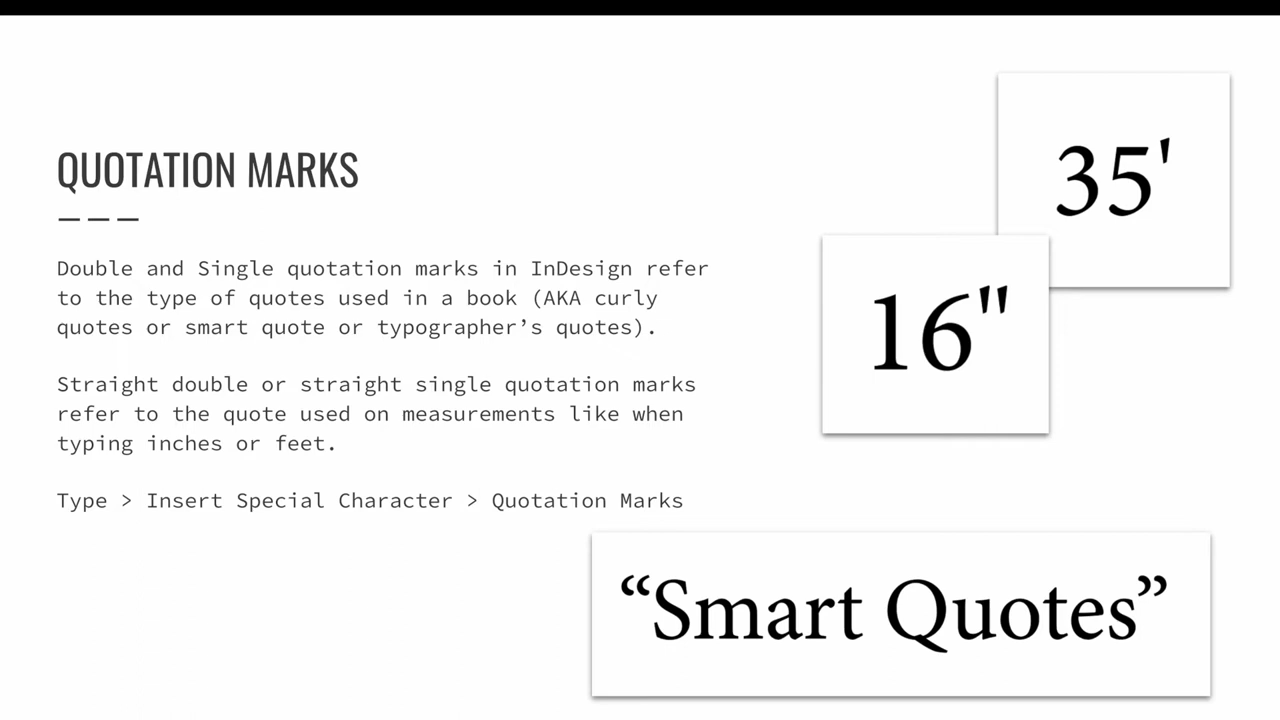 QUOTATION MARKS
Double and Single quotation marks in InDesign refer
to the type of quotes used in a book (AKA curly
quotes or smart quote or typographer’s quotes).
Straight double or straight single quotation marks
refer to the quote used on measurements like when
typing inches or feet.
Type > Insert Special Character > Quotation Marks
35'
16"
“Smart Quotes”